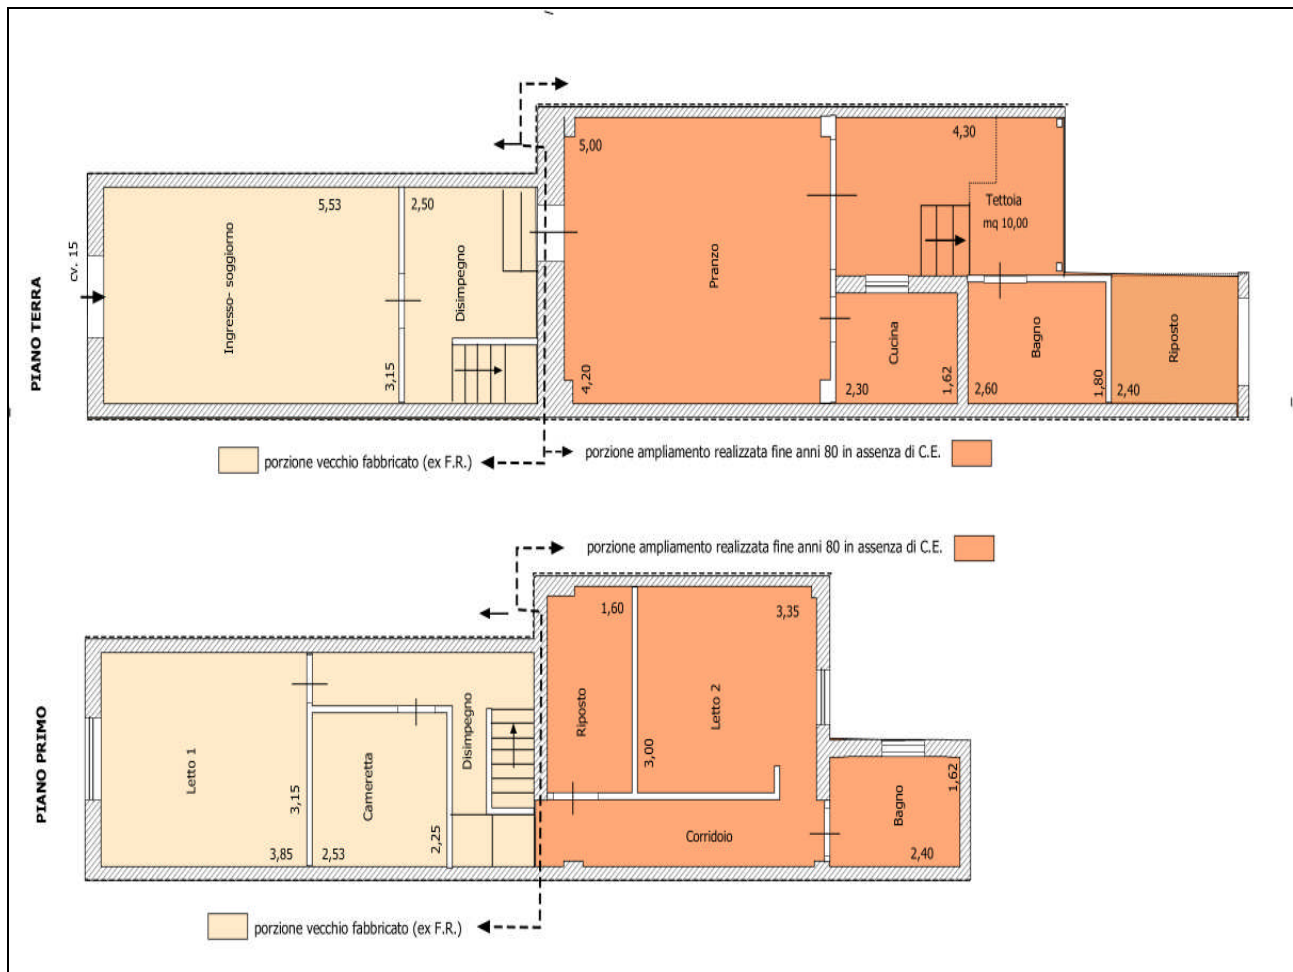 PIANO TERRA
cv. 15
Ingresso- soggiorno
5,53
3,15
2,50
Disimpegno
5,00
4,20
Pranzo
4,30
Tettoia
mq 10,00
Cucina
2,30
1,62
Bagno
2,60
1,80
Riposto
2,40
porzione vecchio fabbricato (ex F.R.)
porzione ampliamento realizzata fine anni 80 in assenza di C.E.
porzione ampliamento realizzata fine anni 80 in assenza di C.E.
PIANO PRIMO
Letto 1
3,15
3,85
Cameretta
2,53
2,25
Disimpegno
1,60
Riposto
3,35
Letto 2
3,00
Corridoio
Bagno
1,62
2,40
porzione vecchio fabbricato (ex F.R.)